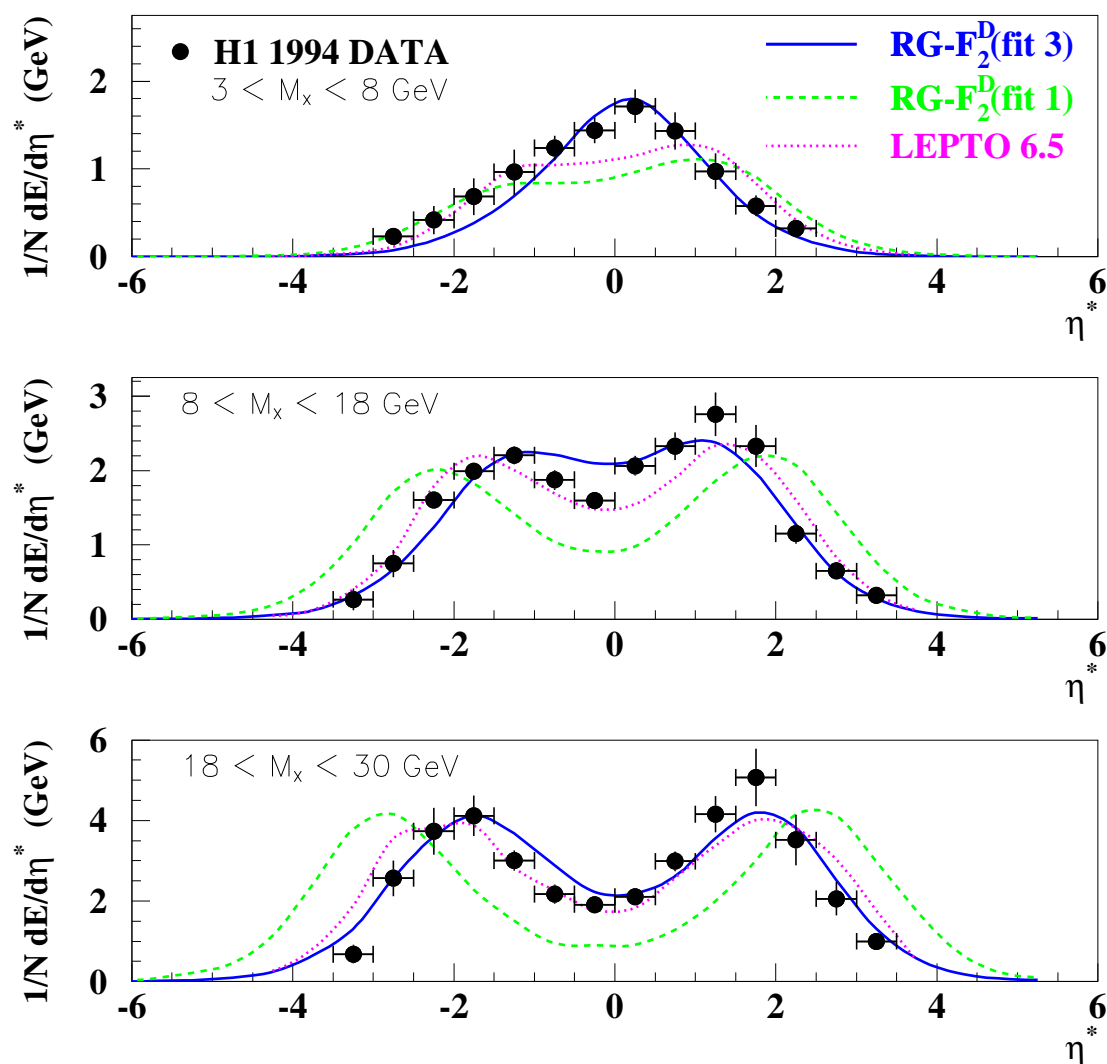 H1 1994 DATA
3 < Mₓ < 8 GeV
RG-F₂ᴰ(fit 3)
RG-F₂ᴰ(fit 1)
LEPTO 6.5
1/N dE/dη* (GeV)
0 1 2
-6 -4 -2 0 2 4 6
η*
8 < Mₓ < 18 GeV
1/N dE/dη* (GeV)
0 1 2 3
-6 -4 -2 0 2 4 6
η*
18 < Mₓ < 30 GeV
1/N dE/dη* (GeV)
0 2 4 6
-6 -4 -2 0 2 4 6
η*